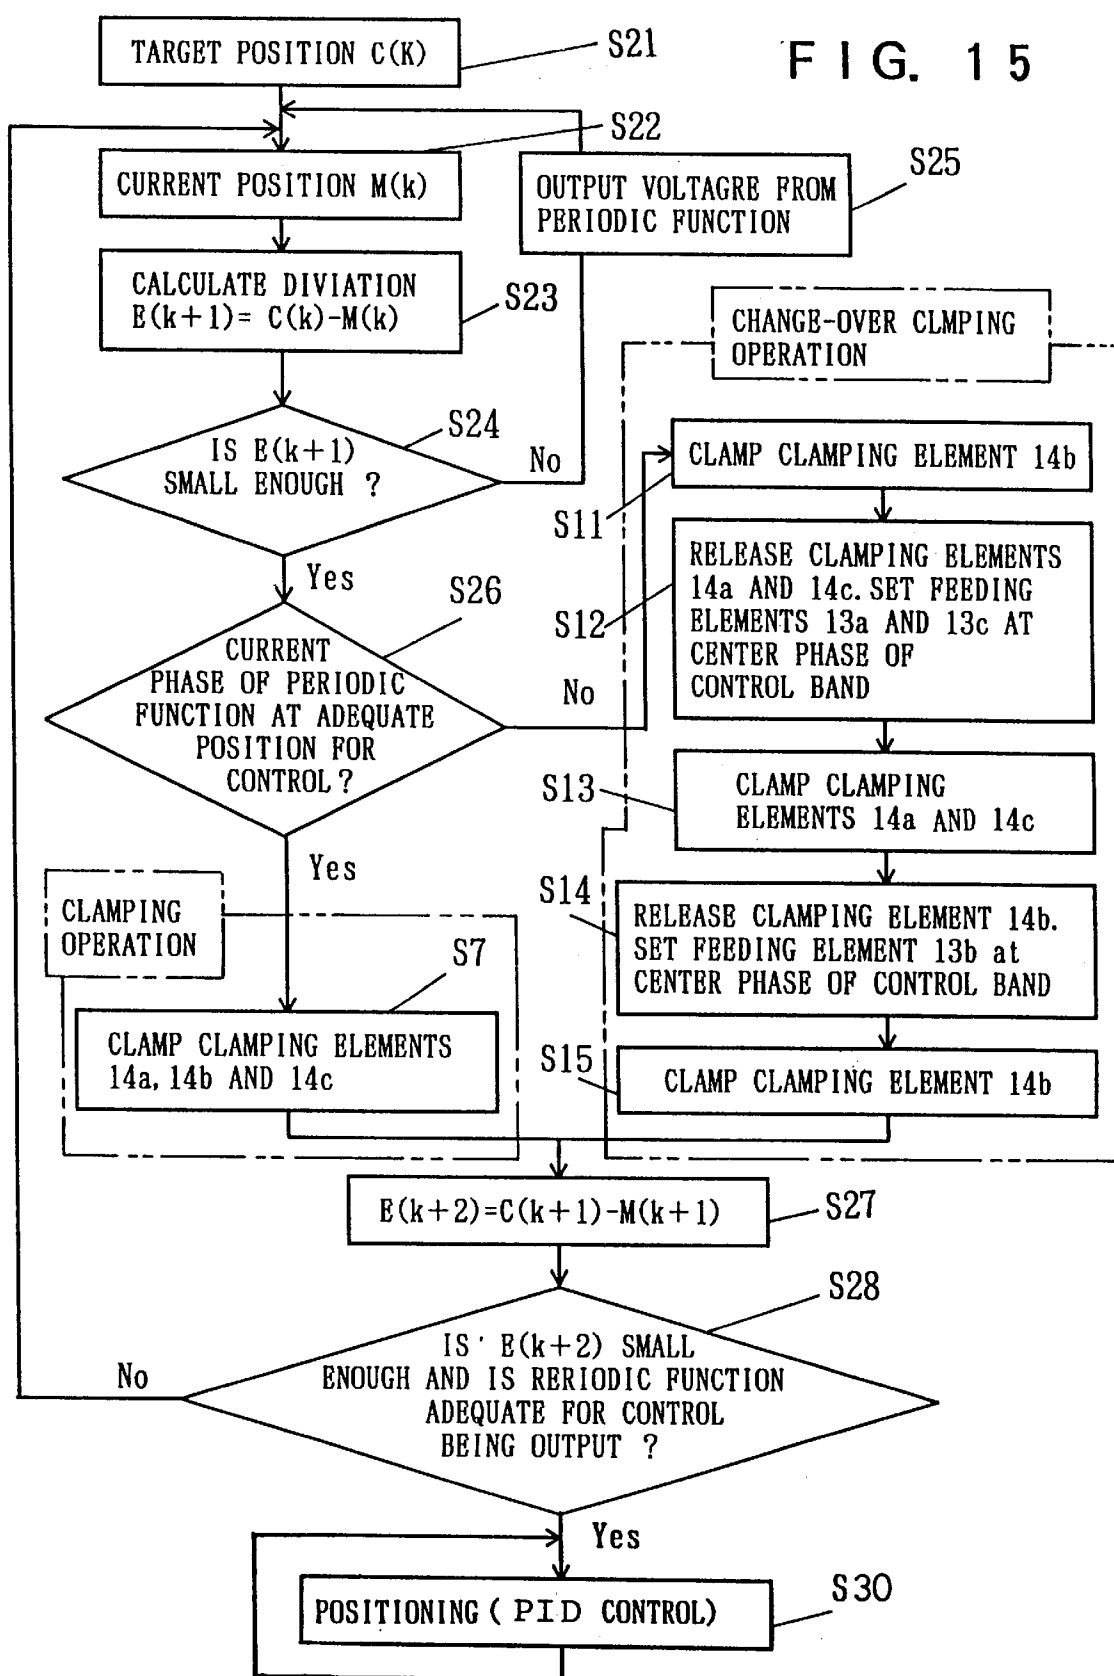 FIG. 15
TARGET POSITION C(K)
S21
S22
CURRENT POSITION M(k)
OUTPUT VOLTAGRE FROM
PERIODIC FUNCTION
S25
CALCULATE DIVIATION
E(k+1)= C(k)-M(k)
S23
CHANGE-OVER CLMPING
OPERATION
IS E(k+1)
SMALL ENOUGH ?
S24
No
Yes
CLAMP CLAMPING ELEMENT 14b
S11
RELEASE CLAMPING ELEMENTS
14a AND 14c. SET FEEDING
ELEMENTS 13a AND 13c AT
CENTER PHASE OF
CONTROL BAND
S12
S26
CURRENT
PHASE OF PERIODIC
FUNCTION AT ADEQUATE
POSITION FOR
CONTROL?
No
Yes
S13
CLAMP CLAMPING
ELEMENTS 14a AND 14c
CLAMPING
OPERATION
S14
RELEASE CLAMPING ELEMENT 14b.
SET FEEDING ELEMENT 13b at
CENTER PHASE OF CONTROL BAND
S7
CLAMP CLAMPING ELEMENTS
14a, 14b AND 14c
S15
CLAMP CLAMPING ELEMENT 14b
E(k+2)=C(k+1)-M(k+1)
S27
S28
IS E(k+2) SMALL
ENOUGH AND IS RERIODIC FUNCTION
ADEQUATE FOR CONTROL
BEING OUTPUT ?
No
Yes
POSITIONING ( PID CONTROL)
S30